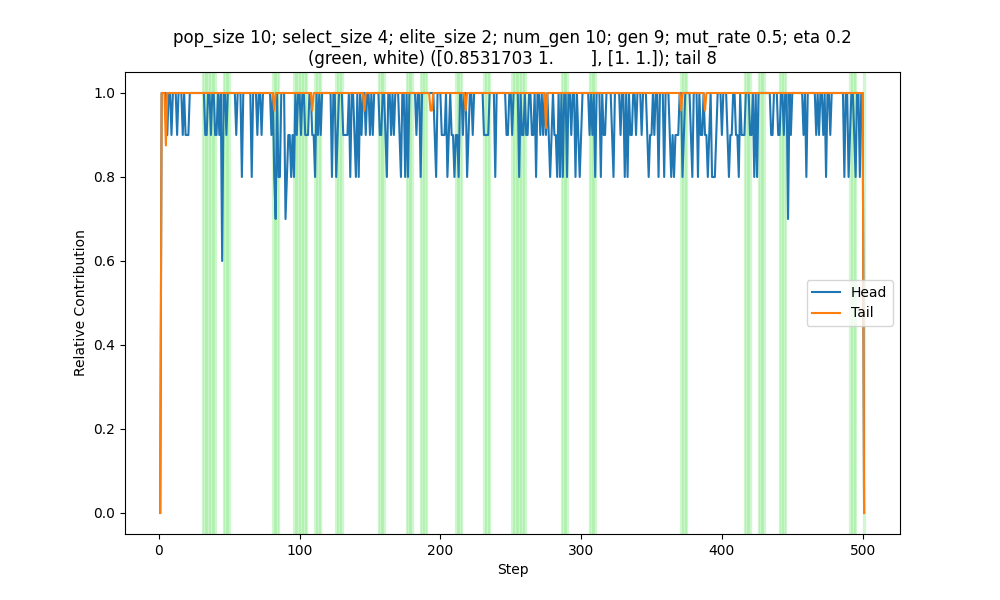 pop_size 10; select_size 4; elite_size 2; num_gen 10; gen 9; mut_rate 0.5; eta 0.2
(green, white) ([0.8531703 1.        ], [1. 1.]); tail 8
1.0
0.8
0.6
0.4
0.2
0.0
Relative Contribution
Head
Tail
0 100 200 300 400 500
Step